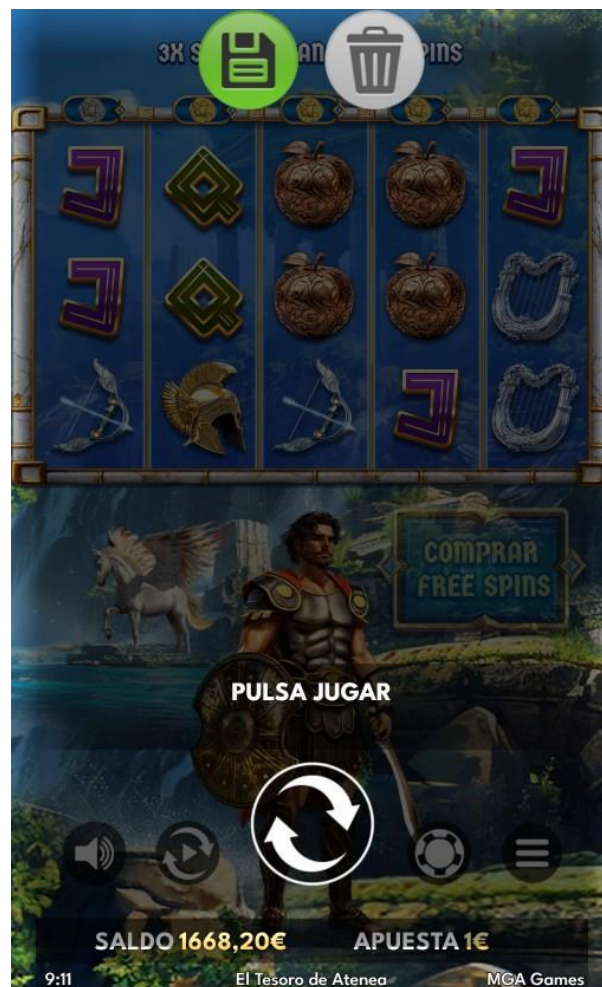 COMPRAR
FREE SPINS
PULSA JUGAR
SALDO 1668,20€ APUESTA 1€
9:11 El Tesoro de Atenea MGA Games